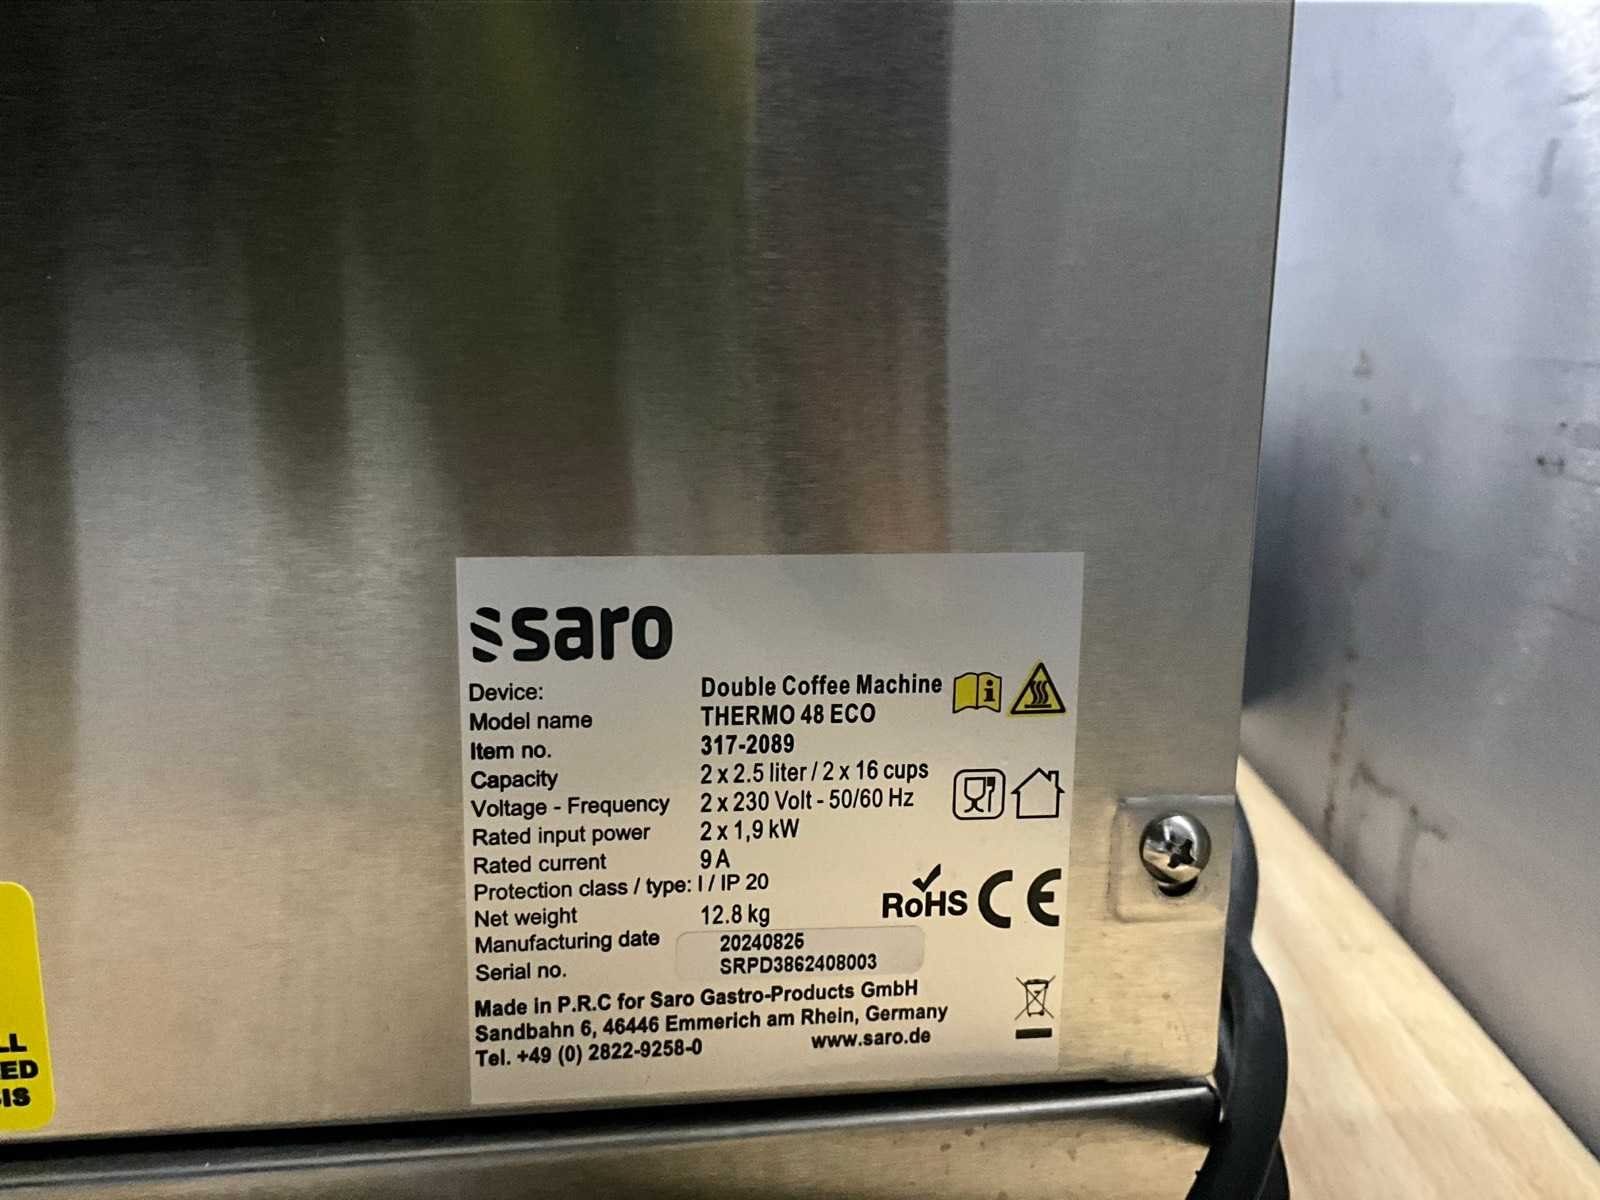 saro
Device: Double Coffee Machine
Model name THERMO 48 ECO
Item no. 317-2089
Capacity 2 x 2.5 liter / 2 x 16 cups
Voltage - Frequency 2 x 230 Volt - 50/60 Hz
Rated input power 2 x 1,9 kW
Rated current 9 A
Protection class / type: I / IP 20
Net weight 12.8 kg
RoHS CE
Manufacturing date 20240826
Serial no. SRPD3862408003
Made in P.R.C for Saro Gastro-Products GmbH
Sandbahn 6, 46446 Emmerich am Rhein, Germany
Tel. +49 (0) 2822-9258-0 www.saro.de
LL
ED
IS